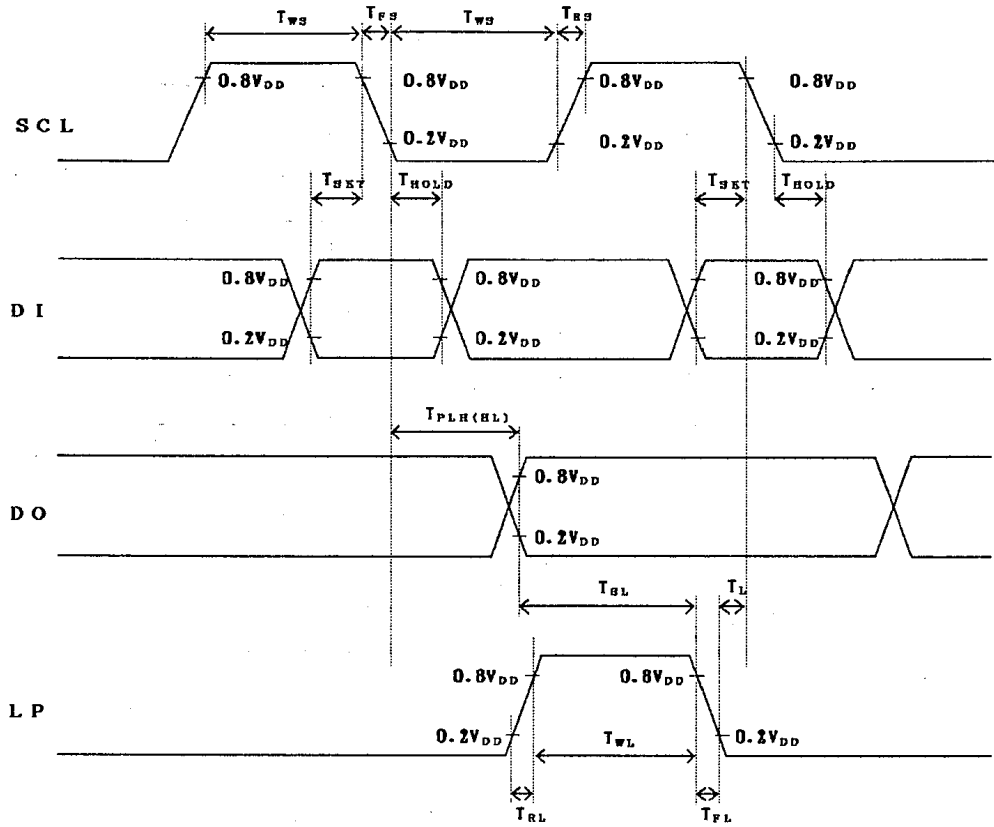 TWS TFS TWS TRS
0.8VDD 0.8VDD 0.8VDD 0.8VDD
SCL
0.2VDD 0.2VDD 0.2VDD
TSET THOLD TSET THOLD
0.8VDD 0.8VDD 0.8VDD
DI
0.2VDD 0.2VDD 0.2VDD
TPLH(HL)
0.8VDD
DO
0.2VDD
TSL TL
0.8VDD 0.8VDD
LP
0.2VDD TWL 0.2VDD
TRL TFL